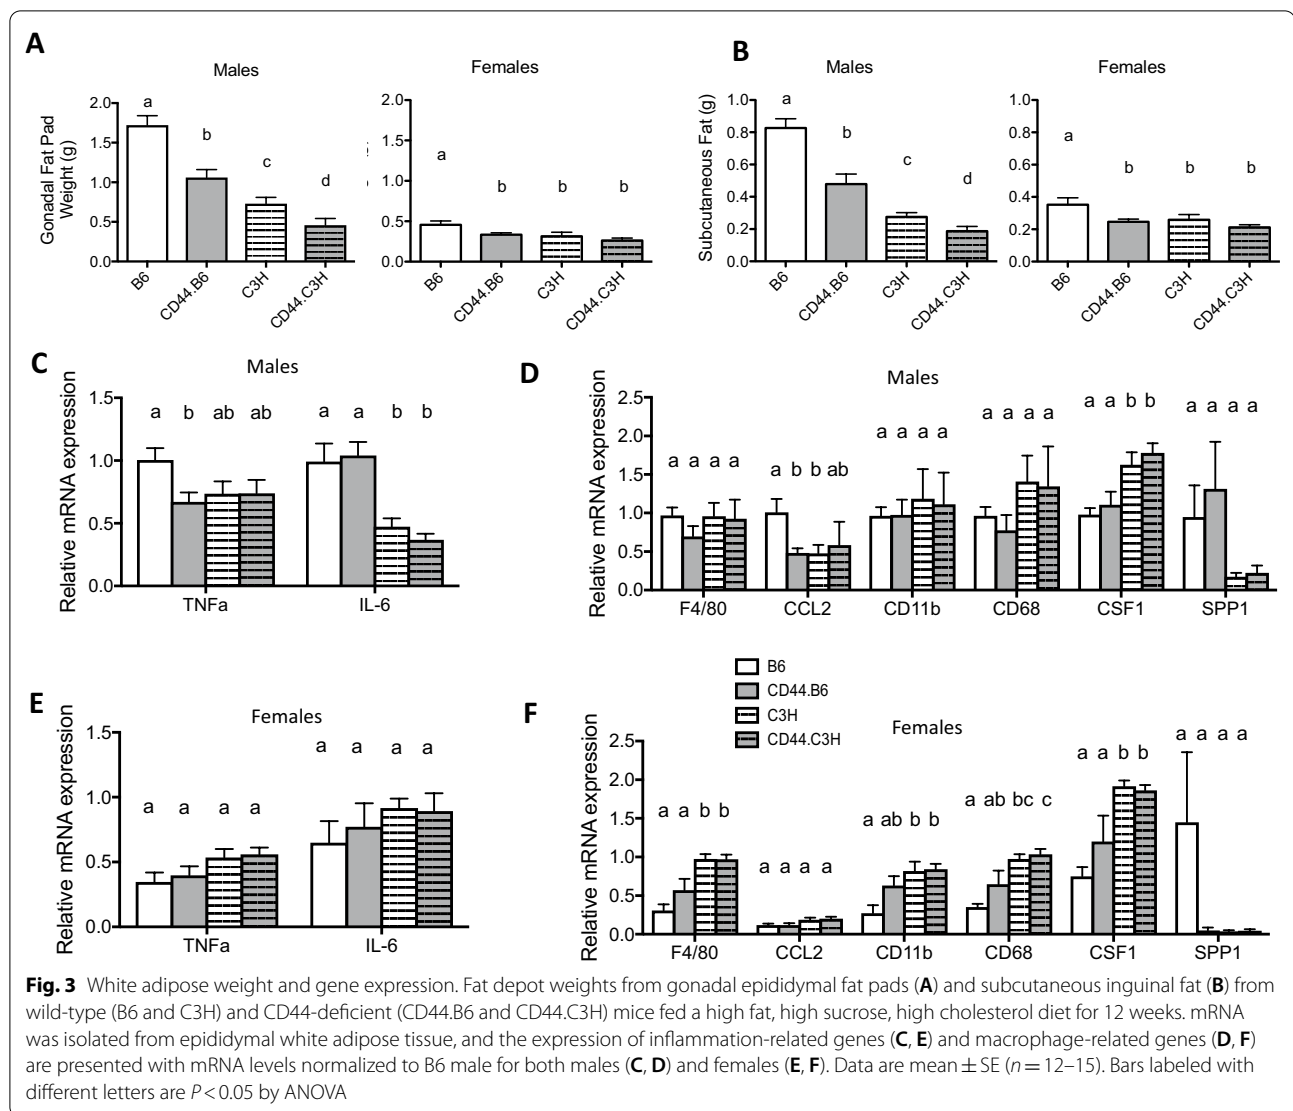 A
Males
Females
Gonadal Fat Pad
Weight (g)
2.0
1.5
1.0
0.5
0.0
a
b
c
d
B6
CD44.B6
C3H
CD44.C3H
2.0
1.5
1.0
0.5
0.0
a
b
b
b
B6
CD44.B6
C3H
CD44.C3H
B
Males
Females
Subcutaneous Fat (g)
1.0
0.8
0.6
0.4
0.2
0.0
a
b
c
d
B6
CD44.B6
C3H
CD44.C3H
1.0
0.8
0.6
0.4
0.2
0.0
a
b
b
b
B6
CD44.B6
C3H
CD44.C3H
C
Males
Relative mRNA expression
1.5
1.0
0.5
0.0
a b ab ab
a a b b
TNFa
IL-6
D
Males
Relative mRNA expression
2.5
2.0
1.5
1.0
0.5
0.0
a a a a
a b b ab
a a a a
a a a a
a a b b
a a a a
F4/80
CCL2
CD11b
CD68
CSF1
SPP1
B6
CD44.B6
C3H
CD44.C3H
E
Females
Relative mRNA expression
1.5
1.0
0.5
0.0
a a a a
a a a a
TNFa
IL-6
F
Females
Relative mRNA expression
2.5
2.0
1.5
1.0
0.5
0.0
a a b b
a a a a
a ab b b
a ab bc c
a a b b
a a a a
F4/80
CCL2
CD11b
CD68
CSF1
SPP1
Fig. 3 White adipose weight and gene expression. Fat depot weights from gonadal epididymal fat pads (A) and subcutaneous inguinal fat (B) from
wild-type (B6 and C3H) and CD44-deficient (CD44.B6 and CD44.C3H) mice fed a high fat, high sucrose, high cholesterol diet for 12 weeks. mRNA
was isolated from epididymal white adipose tissue, and the expression of inflammation-related genes (C, E) and macrophage-related genes (D, F)
are presented with mRNA levels normalized to B6 male for both males (C, D) and females (E, F). Data are mean ± SE (n = 12–15). Bars labeled with
different letters are P < 0.05 by ANOVA